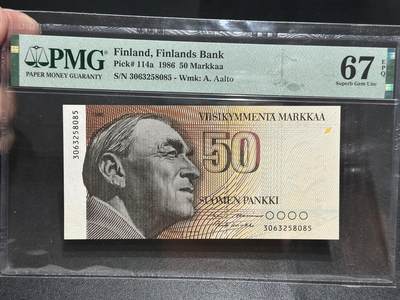 PMG
PAPER MONEY GUARANTY
Finland, Finlands Bank
Pick# 114a 1986 50 Markkaa
S/N 3063258085 - Wmk: A. Aalto
67 EPQ
Superb Gem Unc
VIISIKYMMENTÄ MARKKAA
50
SUOMEN PANKKI
3063258085
3063258085